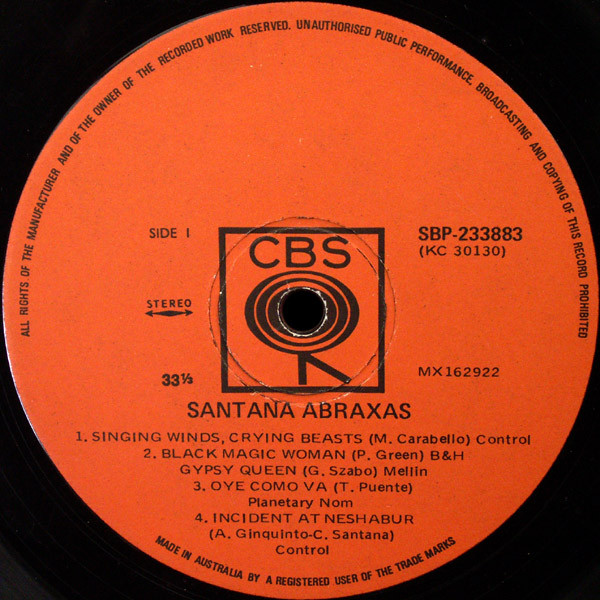 ALL RIGHTS OF THE MANUFACTURER AND OF THE OWNER OF THE RECORDED WORK RESERVED. UNAUTHORISED PUBLIC PERFORMANCE, BROADCASTING AND COPYING OF THIS RECORD PROHIBITED
SIDE I
CBS
SBP-233883
(KC 30130)
STEREO
33⅓
MX162922
SANTANA ABRAXAS
1. SINGING WINDS, CRYING BEASTS (M. Carabello) Control
2. BLACK MAGIC WOMAN (P. Green) B&H
GYPSY QUEEN (G. Szabo) Mellin
3. OYE COMO VA (T. Puente)
Planetary Nom
4. INCIDENT AT NESHABUR
(A. Ginquinto-C. Santana)
Control
MADE IN AUSTRALIA BY A REGISTERED USER OF THE TRADE MARKS